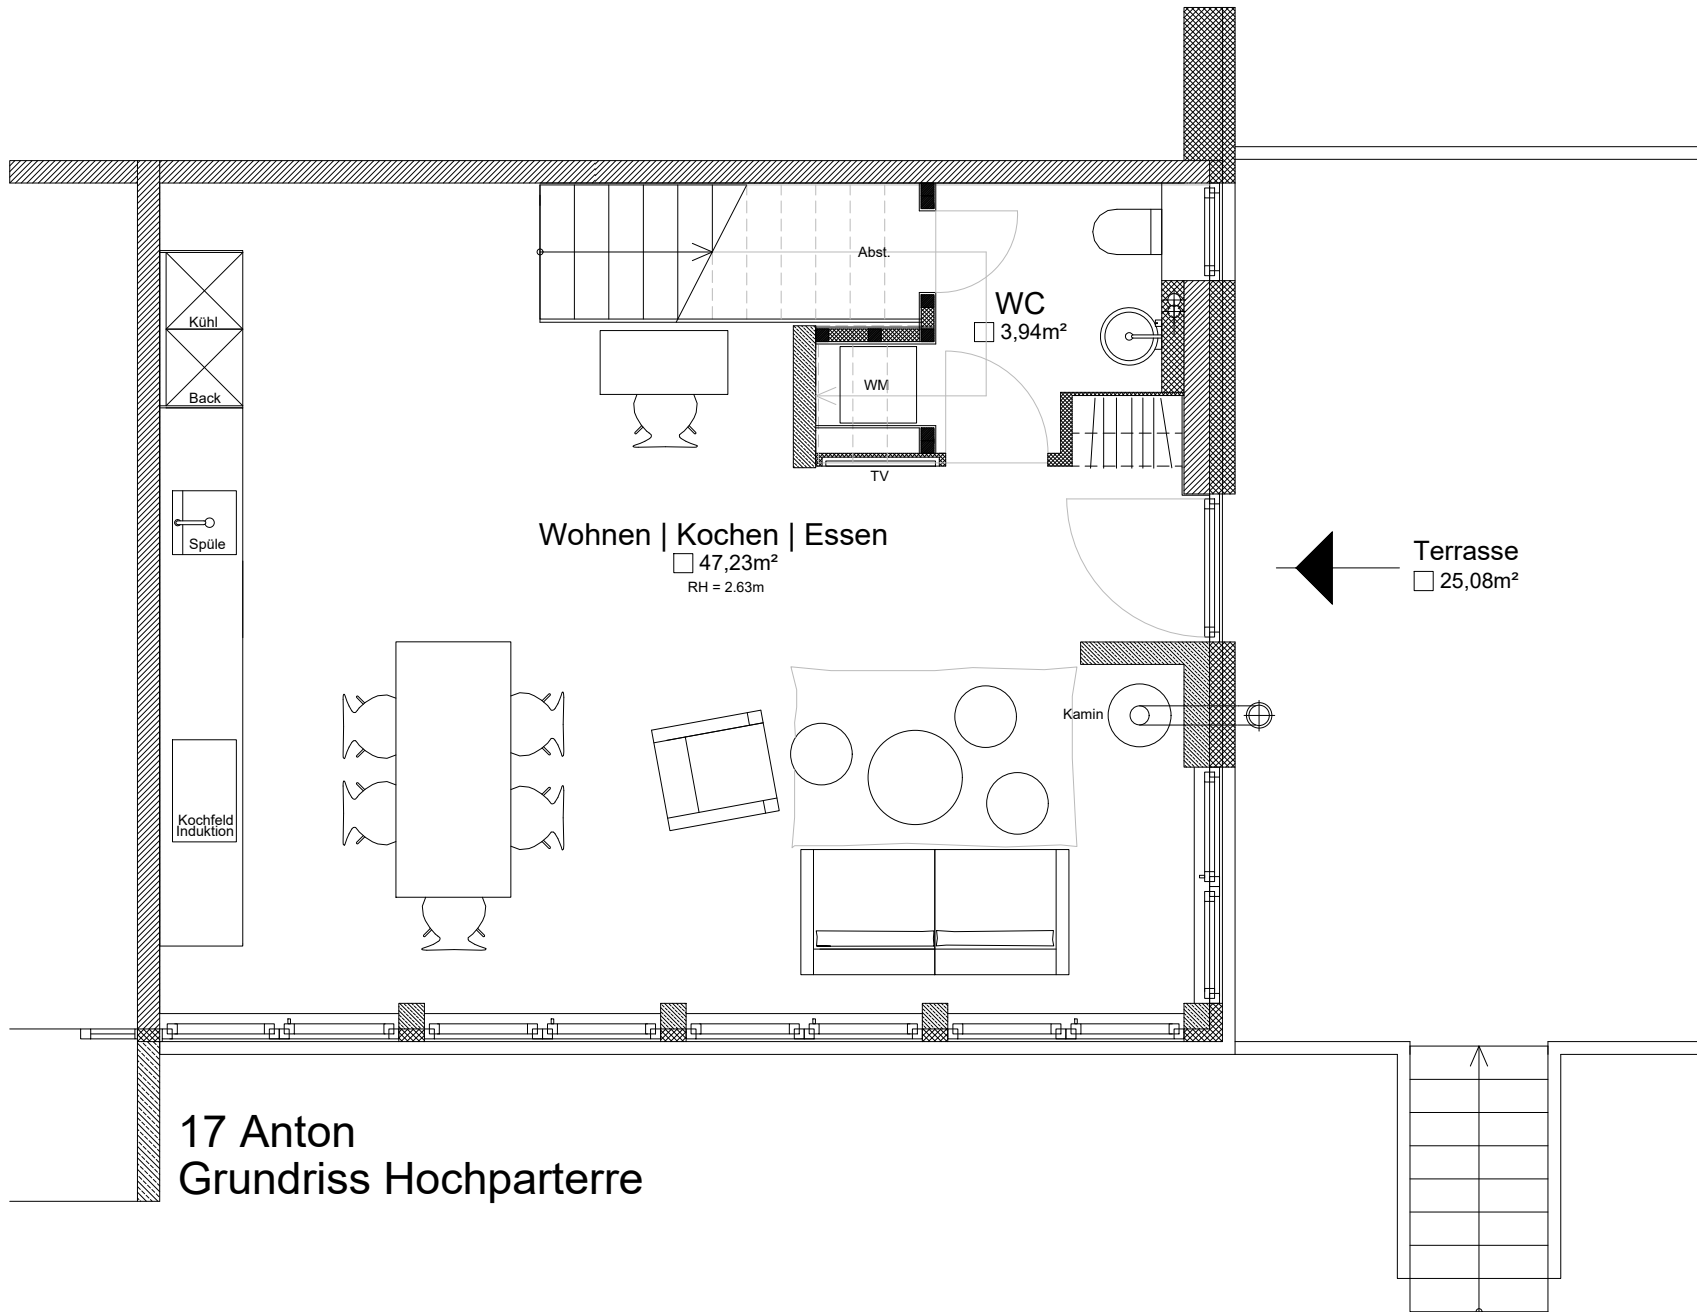 Abst.
WC
3,94m²
Kühl
Back
WM
TV
Spüle
Wohnen | Kochen | Essen
47,23m²
RH = 2.63m
Terrasse
25,08m²
Kamin
Kochfeld
Induktion
17 Anton
Grundriss Hochparterre